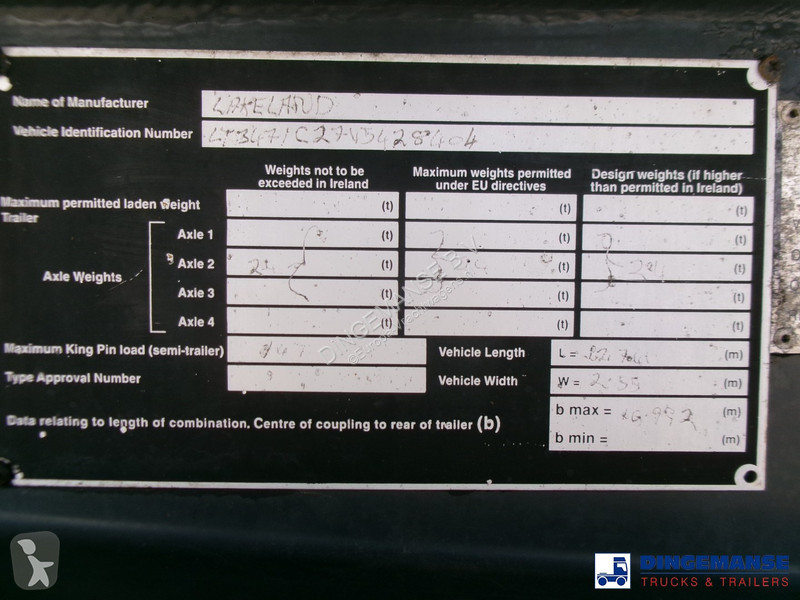 Name of Manufacturer LAKELAND
Vehicle Identification Number
Weights not to be exceeded in Ireland
Maximum weights permitted under EU directives
Design weights (if higher than permitted in Ireland)
Maximum permitted laden weight Trailer (t) (t) (t)
Axle Weights
Axle 1 (t) (t) (t)
Axle 2 (t) (t) 24 (t)
Axle 3 (t) (t) (t)
Axle 4 (t) (t) (t)
Maximum King Pin load (semi-trailer)
Vehicle Length L = (m)
Type Approval Number
Vehicle Width W = 2.55 (m)
Data relating to length of combination. Centre of coupling to rear of trailer (b)
b max = (m)
b min = (m)
DINGEMANSE B.V.
DINGEMANSE
TRUCKS & TRAILERS